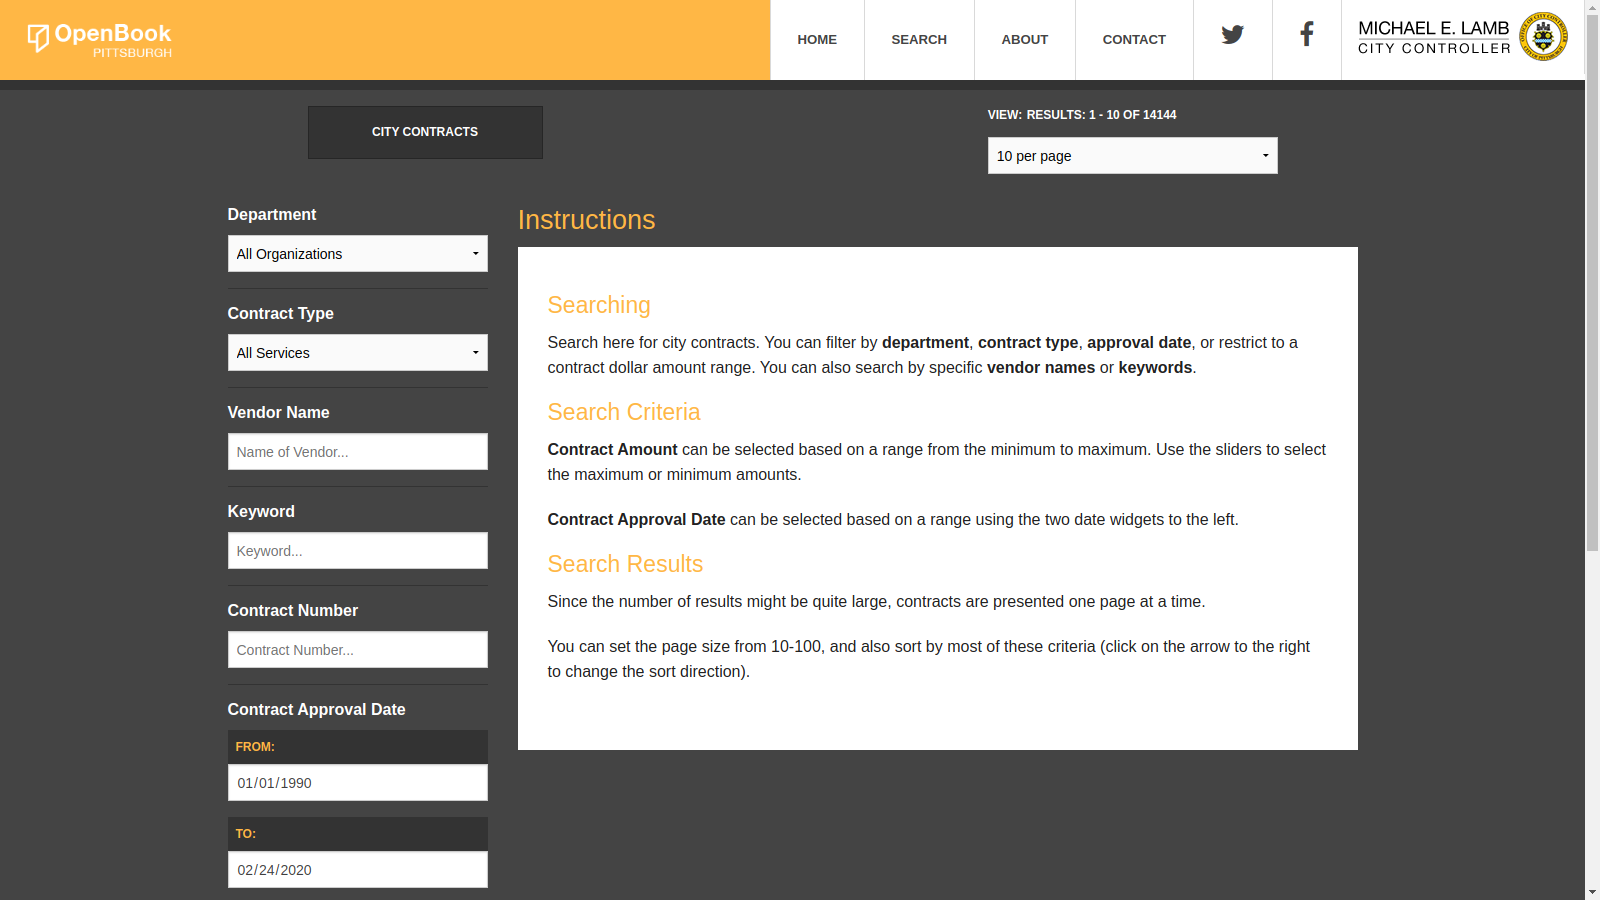 OpenBook
PITTSBURGH
HOME
SEARCH
ABOUT
CONTACT
MICHAEL E. LAMB
CITY CONTROLLER
CITY CONTRACTS
VIEW: RESULTS: 1 - 10 OF 14144
10 per page
Department
All Organizations
Contract Type
All Services
Vendor Name
Name of Vendor...
Keyword
Keyword...
Contract Number
Contract Number...
Contract Approval Date
FROM:
01/01/1990
TO:
02/24/2020
Instructions
Searching
Search here for city contracts. You can filter by department, contract type, approval date, or restrict to a
contract dollar amount range. You can also search by specific vendor names or keywords.
Search Criteria
Contract Amount can be selected based on a range from the minimum to maximum. Use the sliders to select
the maximum or minimum amounts.
Contract Approval Date can be selected based on a range using the two date widgets to the left.
Search Results
Since the number of results might be quite large, contracts are presented one page at a time.
You can set the page size from 10-100, and also sort by most of these criteria (click on the arrow to the right
to change the sort direction).